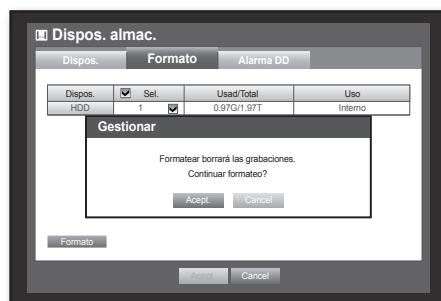 Dispos. almac.
Dispos. Formato Alarma DD
Dispos. Sel. Usad/Total Uso
HDD 1 0.97G/1.97T Interno
Gestionar
Formatear borrará las grabaciones.
Continuar formateo?
Acept. Cancel
Formato
Acept. Cancel